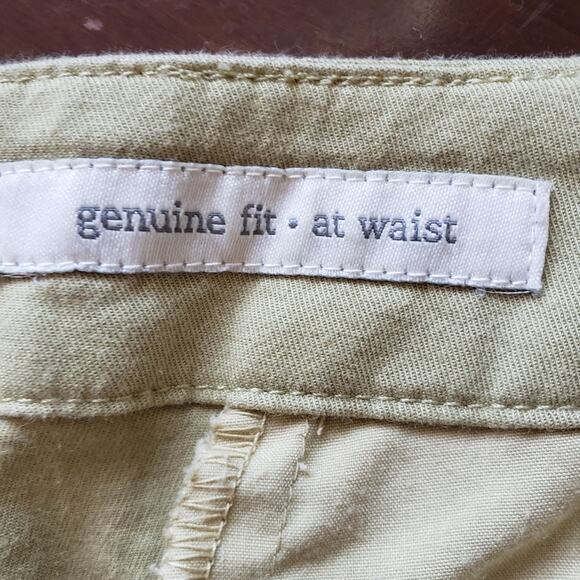 genuine fit • at waist